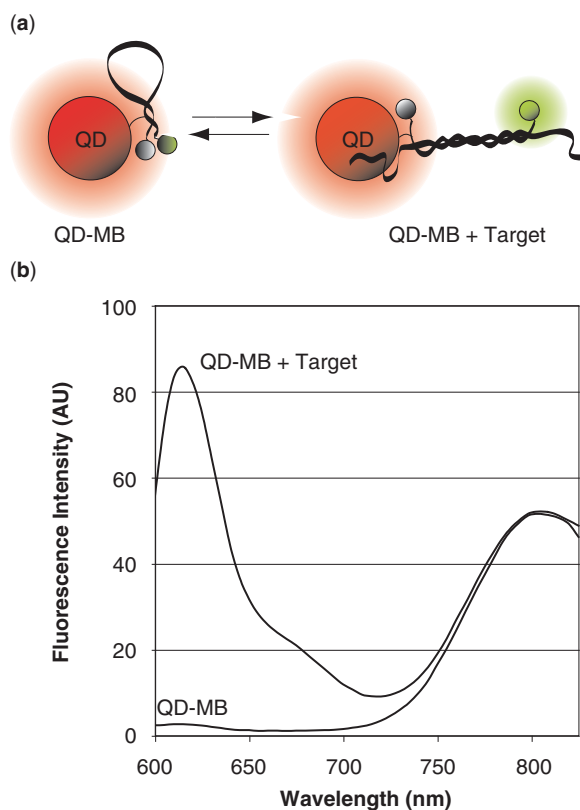 (a)
QD
QD
QD-MB
QD-MB + Target
(b)
100
QD-MB + Target
80
60
40
20
QD-MB
0
600 650 700 750 800
Fluorescence Intensity (AU)
Wavelength (nm)